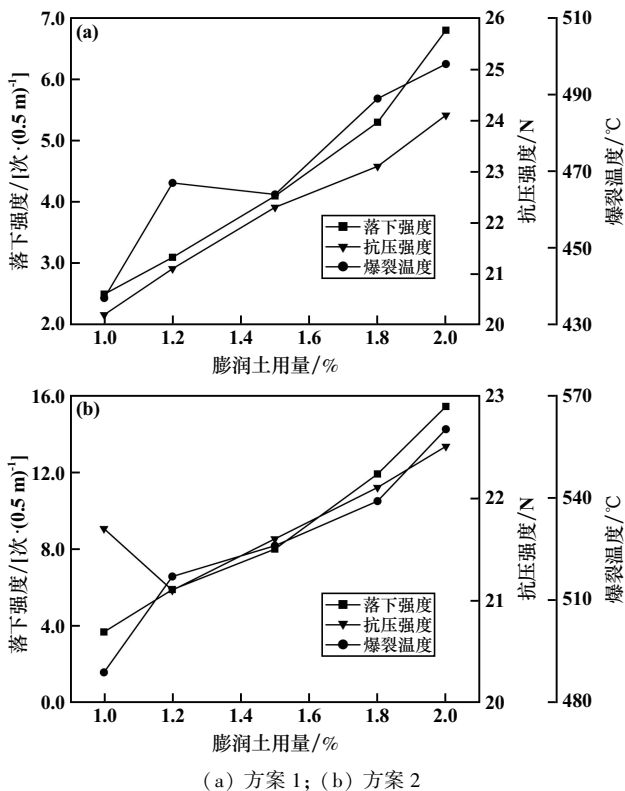 (a)
7.0
6.0
5.0
4.0
3.0
2.0
落下强度/[次·(0.5 m)⁻¹]
26
25
24
23
22
21
20
抗压强度/N
510
490
470
450
430
爆裂温度/℃
落下强度
抗压强度
爆裂温度
1.0 1.2 1.4 1.6 1.8 2.0
膨润土用量/%
(b)
16.0
12.0
8.0
4.0
0.0
落下强度/[次·(0.5 m)⁻¹]
23
22
21
20
抗压强度/N
570
540
510
480
爆裂温度/℃
落下强度
抗压强度
爆裂温度
1.0 1.2 1.4 1.6 1.8 2.0
膨润土用量/%
(a) 方案 1; (b) 方案 2